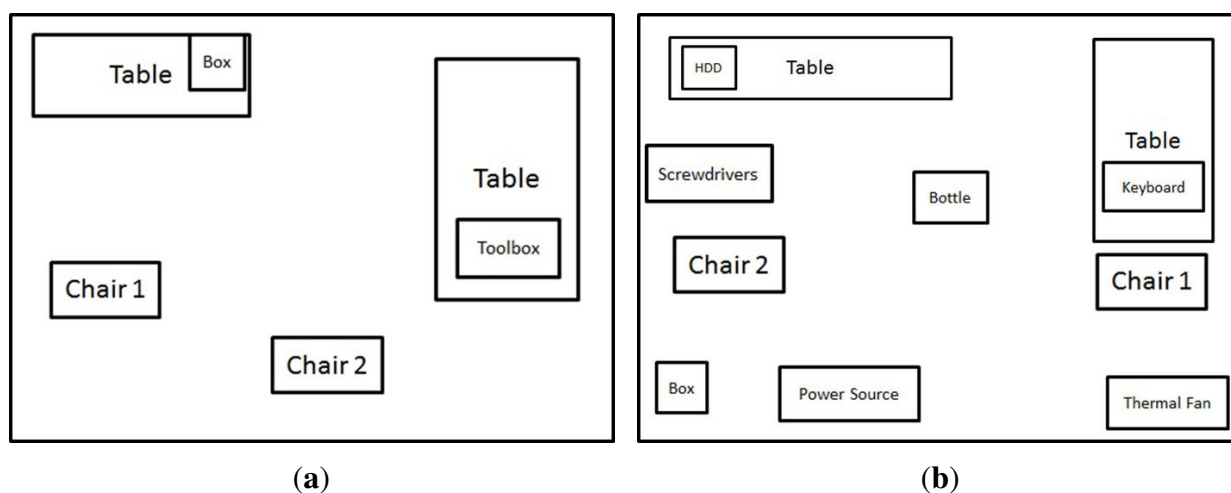 Table
Box
Table
Toolbox
Chair 1
Chair 2
(a)
HDD
Table
Table
Screwdrivers
Keyboard
Bottle
Chair 2
Chair 1
Box
Power Source
Thermal Fan
(b)